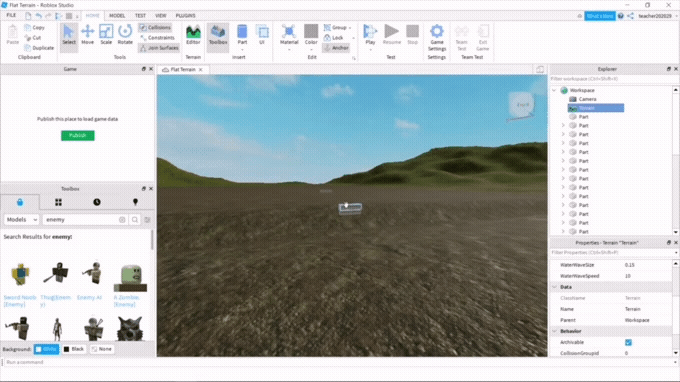 Flat Terrain - Roblox Studio
FILE HOME MODEL TEST VIEW PLUGINS
teacher202029
Paste
Copy
Cut
Duplicate
Clipboard
Select
Move
Scale
Rotate
Collisions
Constraints
Join Surfaces
Tools
Editor
Terrain
Toolbox
Part
UI
Insert
Material
Color
Group
Lock
Anchor
Edit
Play
Resume
Stop
Test
Game Settings
Settings
Team Test
Exit Game
Team Test
Game
Publish this place to load game data
Publish
Toolbox
Models
enemy
Search Results for enemy:
Sword Noob [Enemy]
Thug(Enemy)
Enemy AI
A Zombie. [Enemy]
Background:
White
Black
None
Run a command
Flat Terrain
Explorer
Filter workspace (Ctrl+Shift+X)
Workspace
Camera
Terrain
Part
Part
Part
Part
Part
Part
Part
Part
Part
Part
Part
Part
Part
Part
Properties - Terrain "Terrain"
Filter Properties (Ctrl+Shift+P)
WaterWaveSize 0.15
WaterWaveSpeed 10
Data
ClassName Terrain
Name Terrain
Parent Workspace
Behavior
Archivable
CollisionGroupId 0